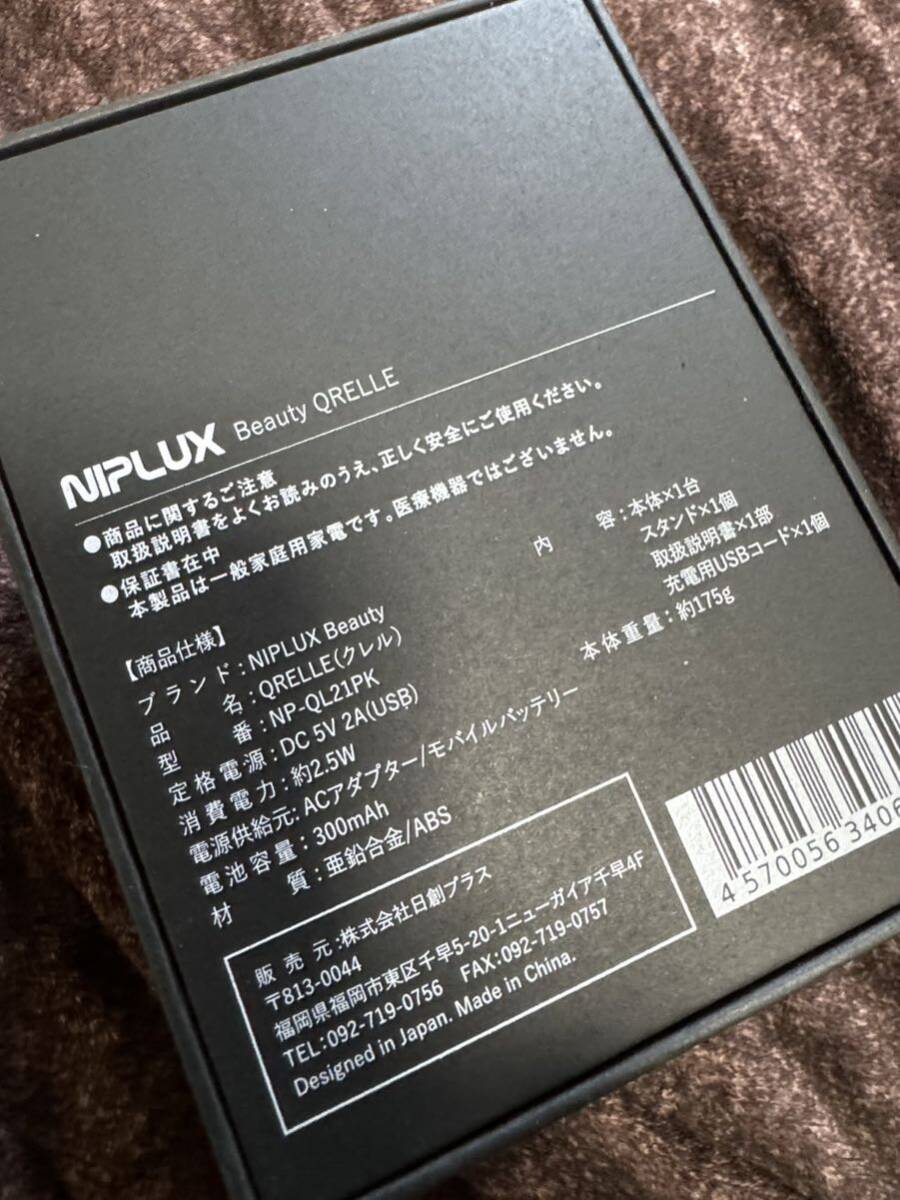 NIPLUX Beauty QRELLE
●商品に関するご注意
取扱説明書をよくお読みのうえ、正しく安全にご使用ください。
●保証書在中
本製品は一般家庭用家電です。医療機器ではございません。
【商品仕様】
ブランド:NIPLUX Beauty
品名:QRELLE(クレル)
型番:NP-QL21PK
定格電源:DC 5V 2A(USB)
消費電力:約2.5W
電源供給元:ACアダプター/モバイルバッテリー
電池容量:300mAh
材質:亜鉛合金/ABS
内容:本体×1台
スタンド×1個
取扱説明書×1部
充電用USBコード×1個
本体重量:約175g
販売元:株式会社日創プラス
〒813-0044
福岡県福岡市東区千早5-20-1ニューガイア千早4F
TEL:092-719-0756 FAX:092-719-0757
Designed in Japan. Made in China.
4 570056 3406